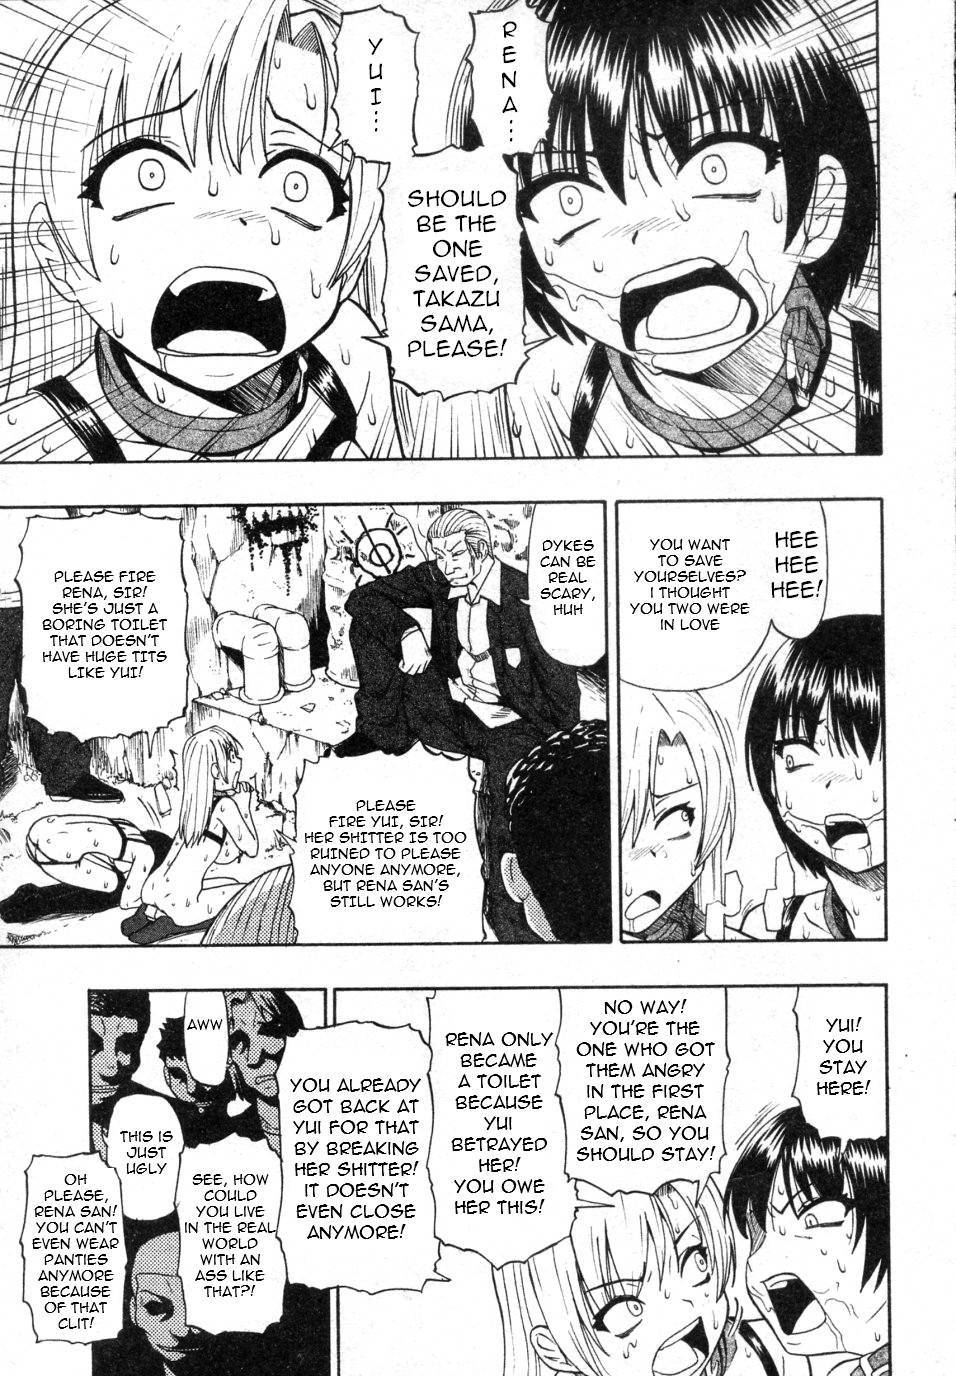 RENA...
YUI...
SHOULD
BE THE
ONE
SAVED,
TAKAZU
SAMA,
PLEASE!
HEE
HEE
HEE!
YOU WANT
TO SAVE
YOURSELVES?
I THOUGHT
YOU TWO WERE
IN LOVE
DYKES
CAN BE
REAL
SCARY,
HUH
PLEASE FIRE
RENA, SIR!
SHE'S JUST A
BORING TOILET
THAT DOESN'T
HAVE HUGE TITS
LIKE YUI!
PLEASE
FIRE YUI, SIR!
HER SHITTER IS TOO
RUINED TO PLEASE
ANYONE ANYMORE,
BUT RENA SAN'S
STILL WORKS!
YUI!
YOU
STAY
HERE!
NO WAY!
YOU'RE THE
ONE WHO GOT
THEM ANGRY
IN THE FIRST
PLACE, RENA
SAN, SO YOU
SHOULD STAY!
RENA ONLY
BECAME
A TOILET
BECAUSE
YUI
BETRAYED
HER!
YOU OWE
HER THIS!
YOU ALREADY
GOT BACK AT
YUI FOR THAT
BY BREAKING
HER SHITTER!
IT DOESN'T
EVEN CLOSE
ANYMORE!
AWW
THIS IS
JUST
UGLY
SEE, HOW
COULD
YOU LIVE
IN THE REAL
WORLD
WITH AN
ASS LIKE
THAT?!
OH
PLEASE,
RENA SAN!
YOU CAN'T
EVEN WEAR
PANTIES
ANYMORE
BECAUSE
OF THAT
CLIT!